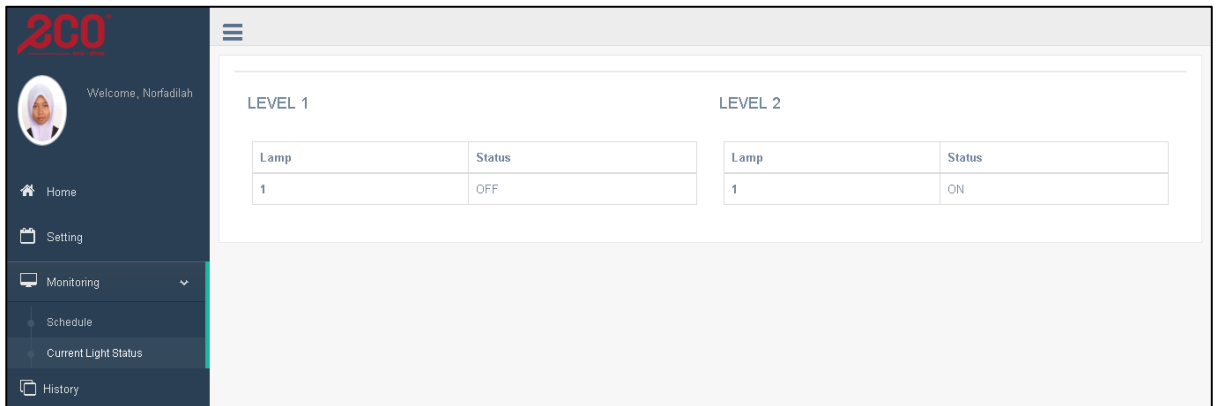 2CO
Welcome, Norfadilah
Home
Setting
Monitoring
Schedule
Current Light Status
History
LEVEL 1
Lamp Status
1 OFF
LEVEL 2
Lamp Status
1 ON